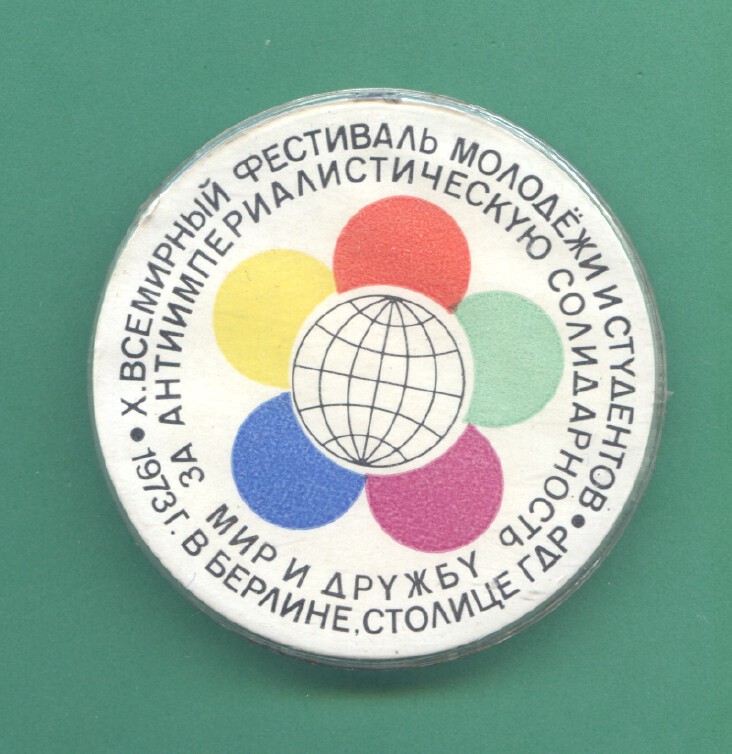 X. ВСЕМИРНЫЙ ФЕСТИВАЛЬ МОЛОДЁЖИ И СТУДЕНТОВ •
1973 Г. В БЕРЛИНЕ, СТОЛИЦЕ ГДР •
ЗА АНТИИМПЕРИАЛИСТИЧЕСКУЮ СОЛИДАРНОСТЬ
МИР И ДРУЖБУ